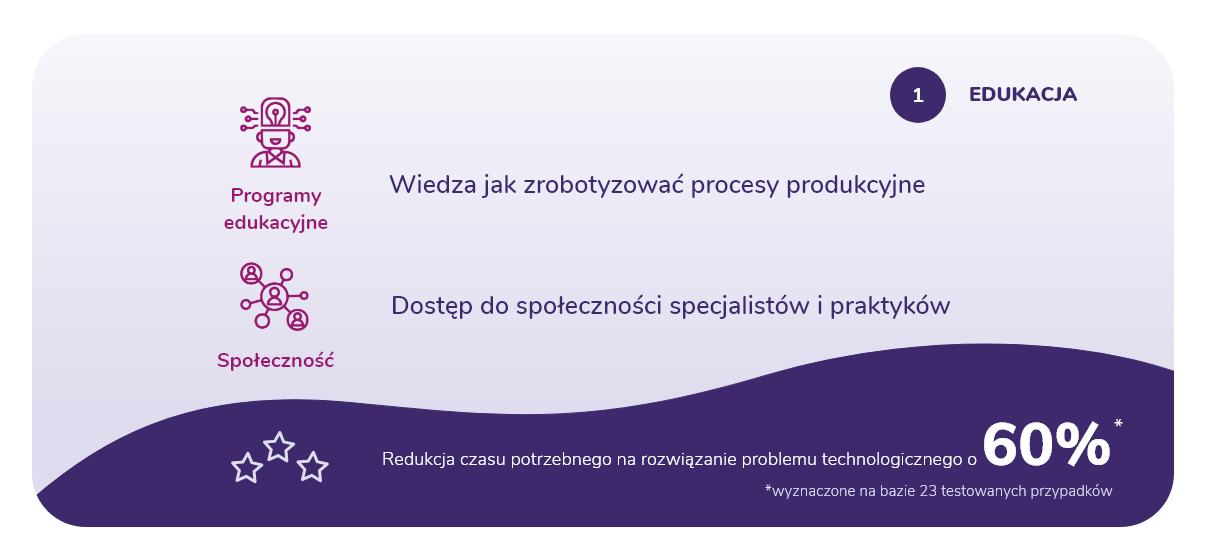 1 EDUKACJA
Programy
edukacyjne
Wiedza jak zrobotyzować procesy produkcyjne
Społeczność
Dostęp do społeczności specjalistów i praktyków
Redukcja czasu potrzebnego na rozwiązanie problemu technologicznego o 60%*
*wyznaczone na bazie 23 testowanych przypadków